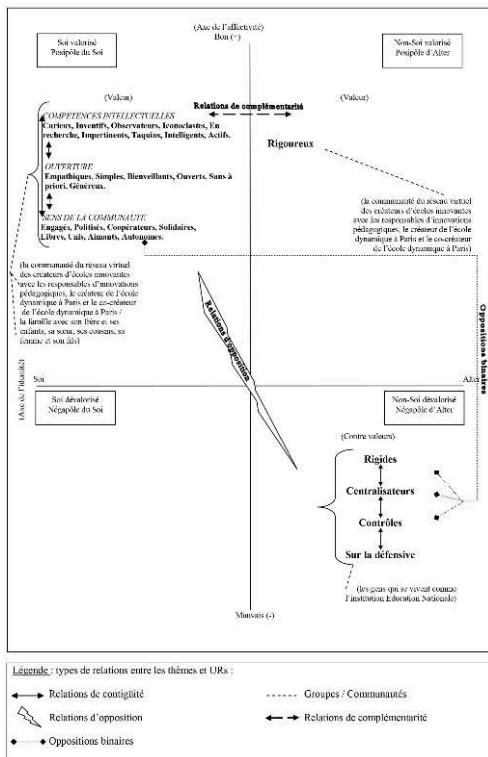 (Axe de l'affectivité)
Bon (+)
Soi valorisé
Posipôle du Soi
Non-Soi valorisé
Posipôle d'Alter
(Valeur)
Relations de complémentarité
(Valeur)
COMPETENCES INTELLECTUELLES
Curieux, Inventifs, Observateurs, Iconoclastes, En
recherche, Impertinents, Taquins, Intelligents, Actifs.
Rigoureux
OUVERTURE
Empathiques, Simples, Bienveillants, Ouverts, Sans à
priori, Généreux.
SENS DE LA COMMUNAUTE
Engagés, Politisés, Coopérateurs, Solidaires,
Libres, Unis, Aimants, Autonomes.
(la communauté du réseau virtuel
des créateurs d'écoles innovantes
avec les responsables d'innovations
pédagogiques, le créateur de l'école
dynamique à Paris et le co-créateur
de l'école dynamique à Paris)
(la communauté du réseau virtuel
des créateurs d'écoles innovantes
avec les responsables d'innovations
pédagogiques, le créateur de l'école
dynamique à Paris et le co-créateur
de l'école dynamique à Paris /
la famille avec son frère et ses
enfants, sa sœur, ses cousins, sa
femme et son fils)
Relations d'opposition
Oppositions binaires
(Axe de l'identité)
Soi
Alter
Soi dévalorisé
Négapôle du Soi
Non-Soi dévalorisé
Négapôle d'Alter
(Contre valeurs)
Rigides
Centralisateurs
Contrôles
Sur la défensive
(les gens qui se vivent comme
l'institution Education Nationale)
Mauvais (-)
Légende : types de relations entre les thèmes et URs :
Relations de contigüité
Groupes / Communautés
Relations d'opposition
Relations de complémentarité
Oppositions binaires